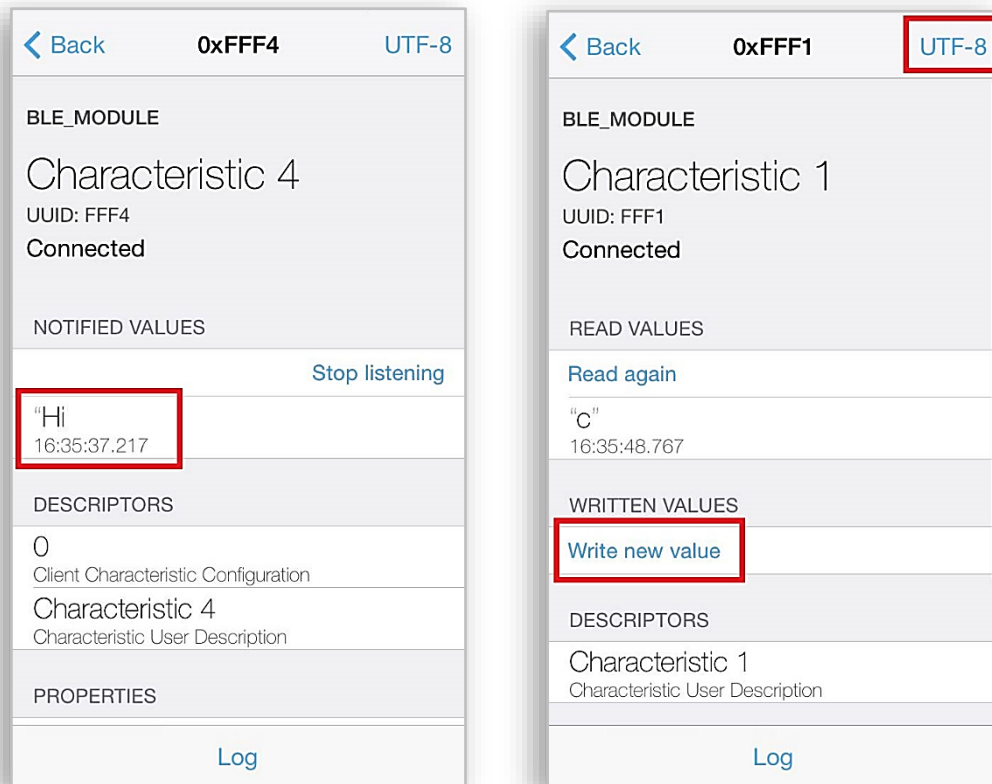 Back 0xFFF4 UTF-8
BLE_MODULE
Characteristic 4
UUID: FFF4
Connected
NOTIFIED VALUES
Stop listening
“Hi
16:35:37.217
DESCRIPTORS
0
Client Characteristic Configuration
Characteristic 4
Characteristic User Description
PROPERTIES
Log
Back 0xFFF1 UTF-8
BLE_MODULE
Characteristic 1
UUID: FFF1
Connected
READ VALUES
Read again
“c”
16:35:48.767
WRITTEN VALUES
Write new value
DESCRIPTORS
Characteristic 1
Characteristic User Description
Log